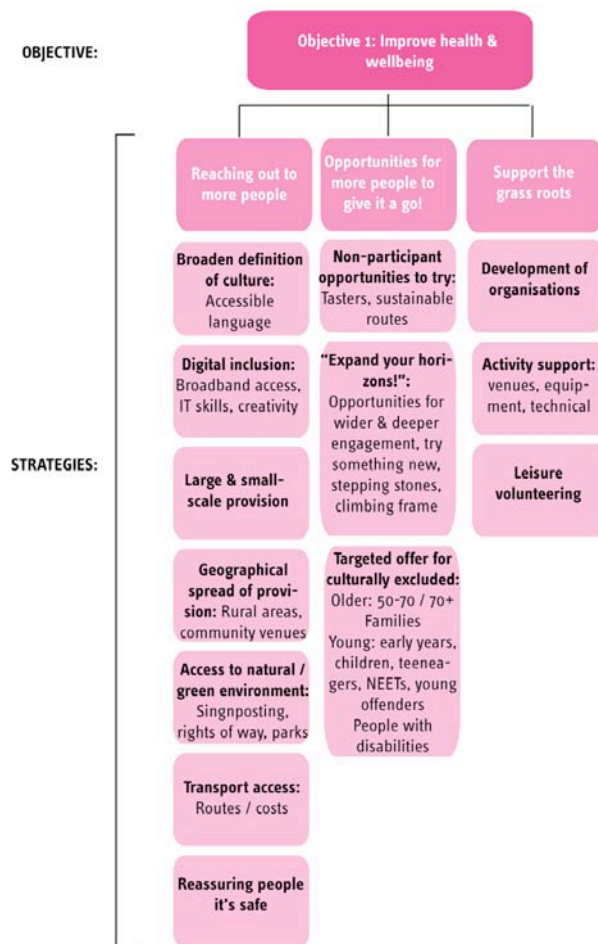 OBJECTIVE:
Objective 1: Improve health &
wellbeing
STRATEGIES:
Reaching out to
more people
Broaden definition
of culture:
Accessible
language
Digital inclusion:
Broadband access,
IT skills, creativity
Large & small-
scale provision
Geographical
spread of provi-
sion: Rural areas,
community venues
Access to natural /
green environment:
Singnposting,
rights of way, parks
Transport access:
Routes / costs
Reassuring people
it's safe
Opportunities for
more people to
give it a go!
Non-participant
opportunities to try:
Tasters, sustainable
routes
“Expand your hori-
zons!”:
Opportunities for
wider & deeper
engagement, try
something new,
stepping stones,
climbing frame
Targeted offer for
culturally excluded:
Older: 50-70 / 70+
Families
Young: early years,
children, teenea-
gers, NEETs, young
offenders
People with
disabilities
Support the
grass roots
Development of
organisations
Activity support:
venues, equip-
ment, technical
Leisure
volunteering